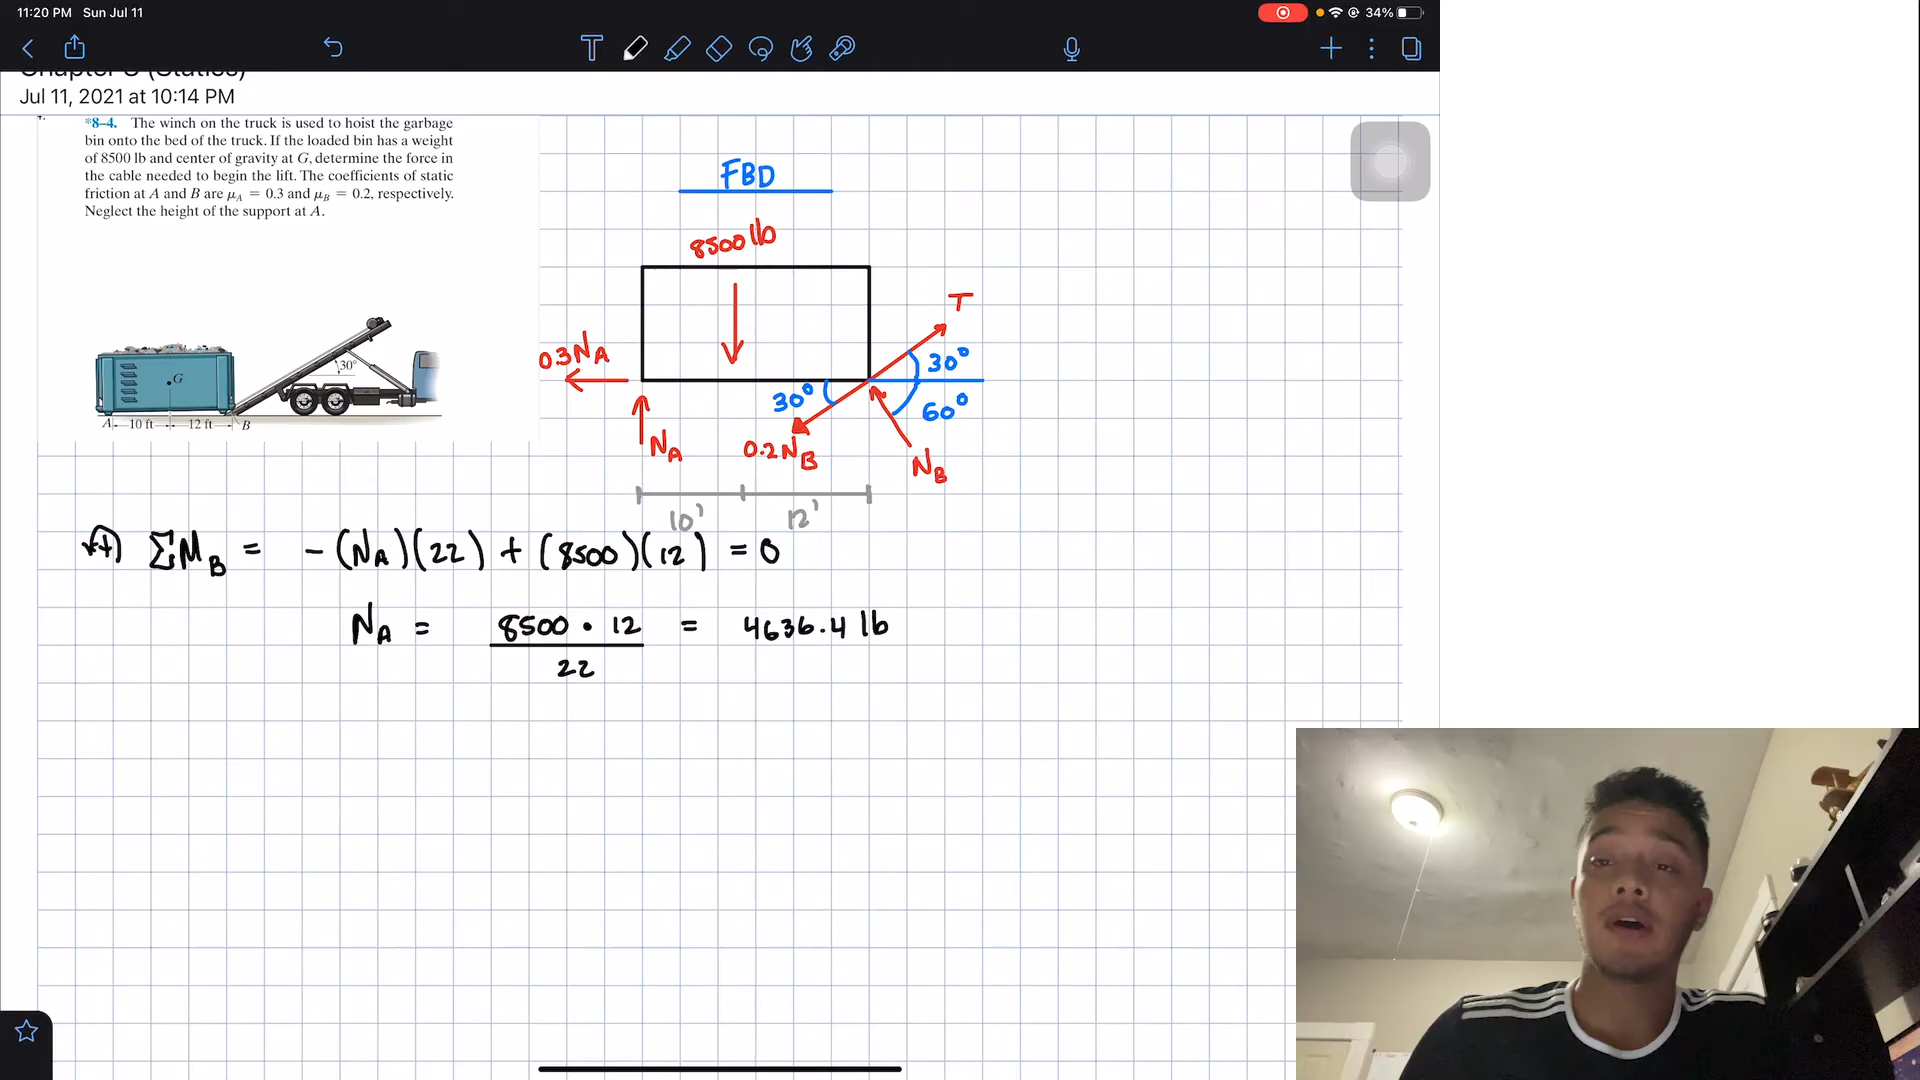 11:20 PM Sun Jul 11
34%
Chapter 8 (Statics)
Jul 11, 2021 at 10:14 PM
*8–4. The winch on the truck is used to hoist the garbage
bin onto the bed of the truck. If the loaded bin has a weight
of 8500 lb and center of gravity at G, determine the force in
the cable needed to begin the lift. The coefficients of static
friction at A and B are μA = 0.3 and μB = 0.2, respectively.
Neglect the height of the support at A.
G
30°
A
10 ft
12 ft
B
FBD
8500 lb
T
0.3NA
30°
30°
60°
NA
0.2NB
NB
10'
12'
+) ΣMB = - (NA)(22) + (8500)(12) = 0
NA = 8500 · 12 = 4636.4 lb
22